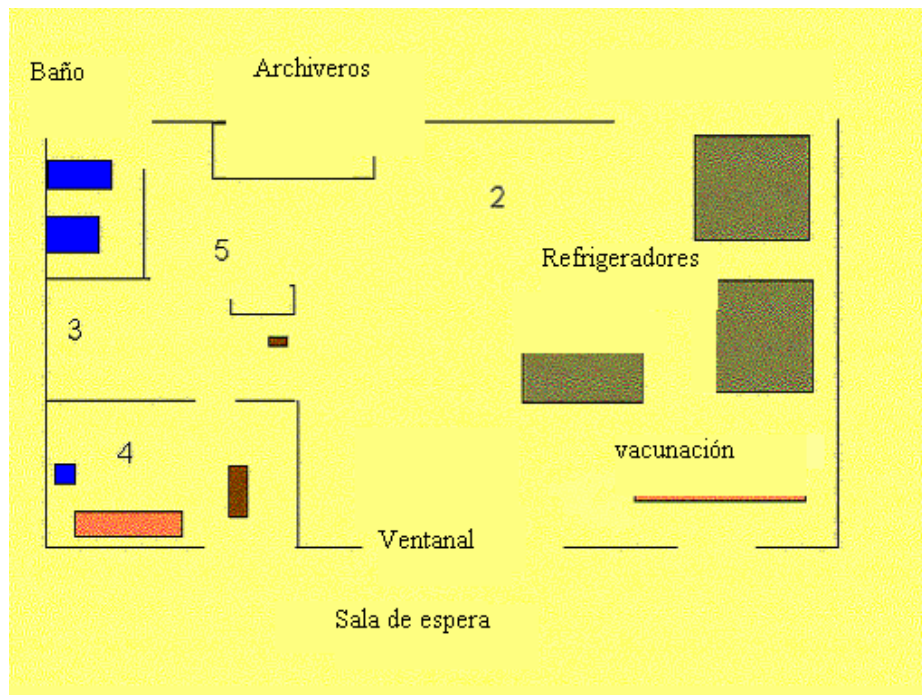 Baño
Archiveros
2
5
Refrigeradores
3
4
vacunación
Ventanal
Sala de espera